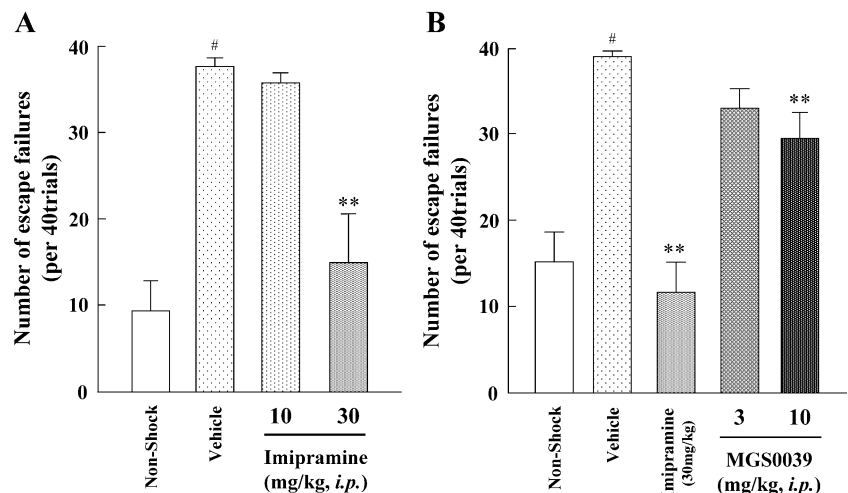 A
Number of escape failures
(per 40trials)
40
30
20
10
0
#
**
Non-Shock
Vehicle
10
30
Imipramine
(mg/kg, i.p.)
B
Number of escape failures
(per 40trials)
40
30
20
10
0
#
**
**
Non-Shock
Vehicle
Imipramine
(30mg/kg)
3
10
MGS0039
(mg/kg, i.p.)